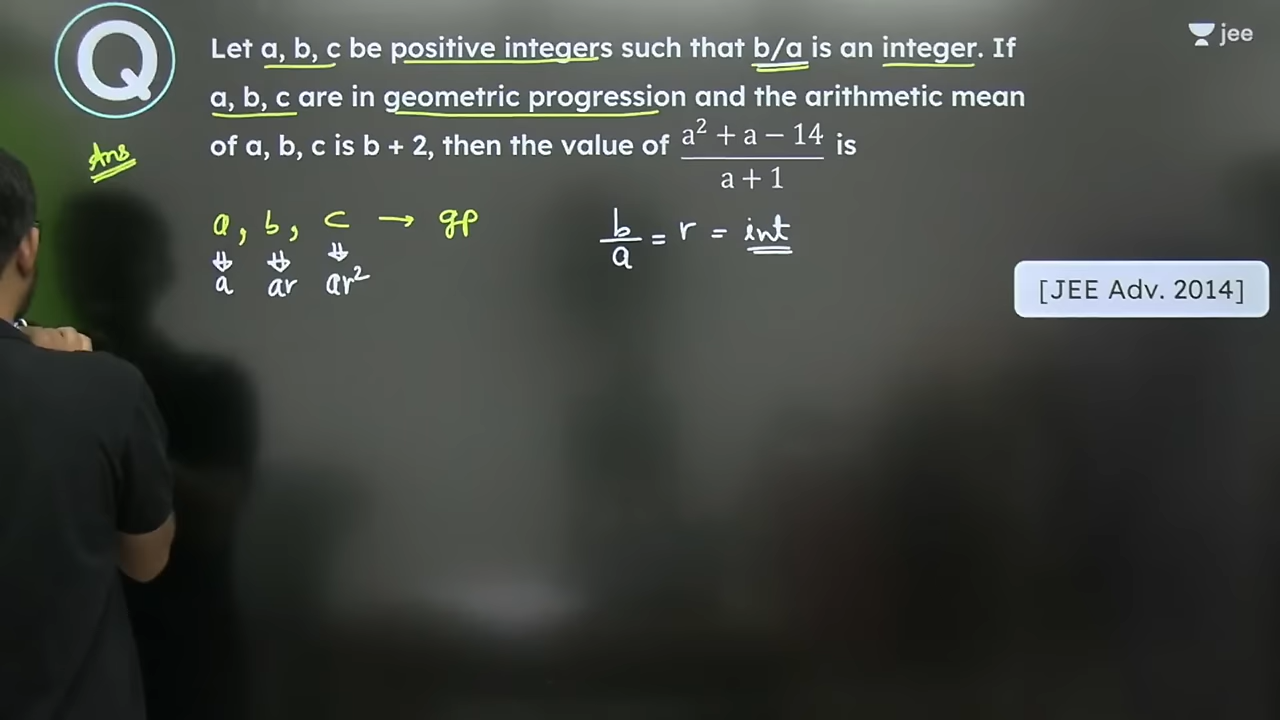 Q
Let a, b, c be positive integers such that b/a is an integer. If
a, b, c are in geometric progression and the arithmetic mean
of a, b, c is b + 2, then the value of (a² + a − 14)/(a + 1) is
jee
Ans
a, b, c → gp
⇓ ⇓ ⇓
a ar ar²
b/a = r = int
[JEE Adv. 2014]